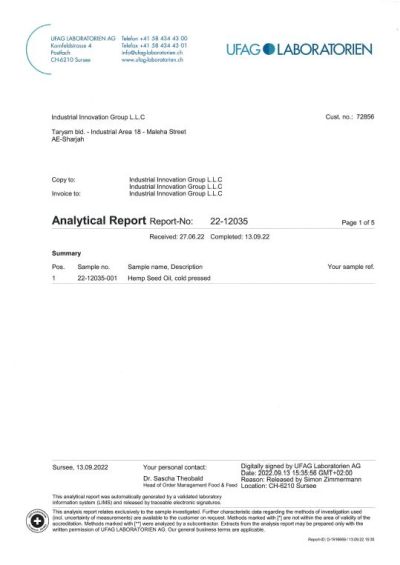 UFAG LABORATORIEN AG Telefon +41 58 434 43 00
Kornfeldstrasse 4 Telefax +41 58 434 43 01
Postfach info@ufag-laboratorien.ch
CH-6210 Sursee www.ufag-laboratorien.ch
UFAG LABORATORIEN
Industrial Innovation Group L.L.C Cust. no.: 72856
Taryam bld. - Industrial Area 18 - Maleha Street
AE-Sharjah
Copy to: Industrial Innovation Group L.L.C
Industrial Innovation Group L.L.C
Invoice to: Industrial Innovation Group L.L.C
Analytical Report Report-No: 22-12035 Page 1 of 5
Received: 27.06.22 Completed: 13.09.22
Summary
Pos. Sample no. Sample name, Description Your sample ref.
1 22-12035-001 Hemp Seed Oil, cold pressed
Sursee, 13.09.2022 Your personal contact: Digitally signed by UFAG Laboratorien AG
Date: 2022.09.13 15:35:56 GMT+02:00
Dr. Sascha Theobald Reason: Released by Simon Zimmermann
Head of Order Management Food & Feed Location: CH-6210 Sursee
This analytical report was automatically generated by a validated laboratory
information system (LIMS) and released by traceable electronic signatures.
This analysis report relates exclusively to the sample investigated. Further characteristic data regarding the methods of investigation used
(incl. uncertainty of measurements) are available to the customer on request. Methods marked with [*] are not within the area of validity of the
accreditation. Methods marked with [**] were analyzed by a subcontractor. Extracts from the analysis report may be prepared only with the
written permission of UFAG LABORATORIEN AG. Our general business terms are applicable.